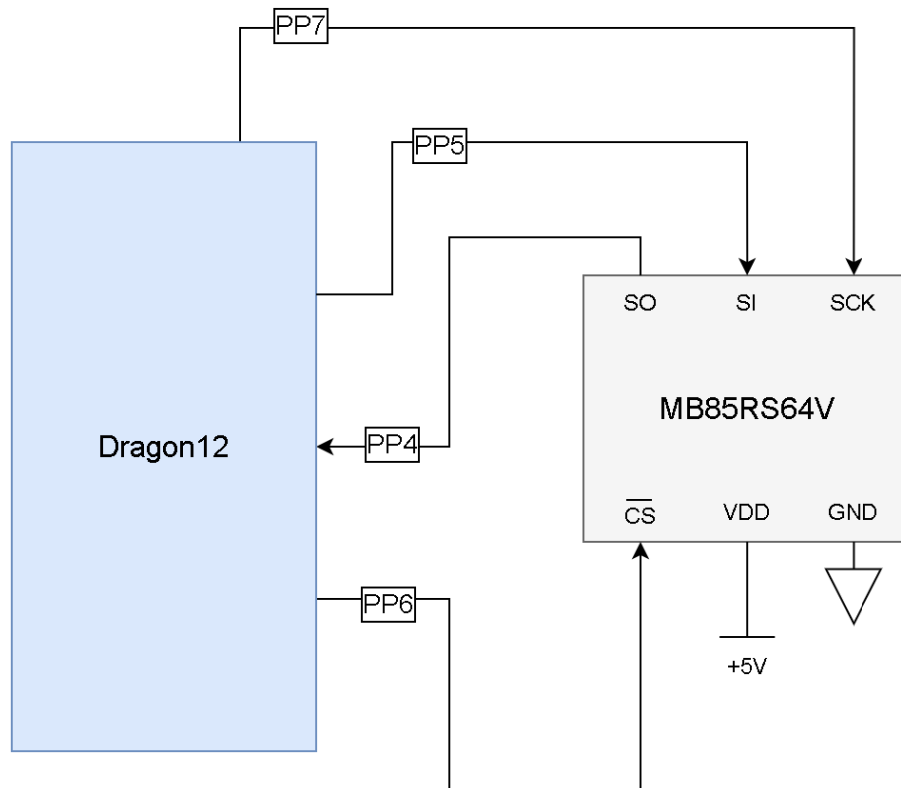 PP7
PP5
SO SI SCK
MB85RS64V
Dragon12
PP4
CS VDD GND
PP6
+5V